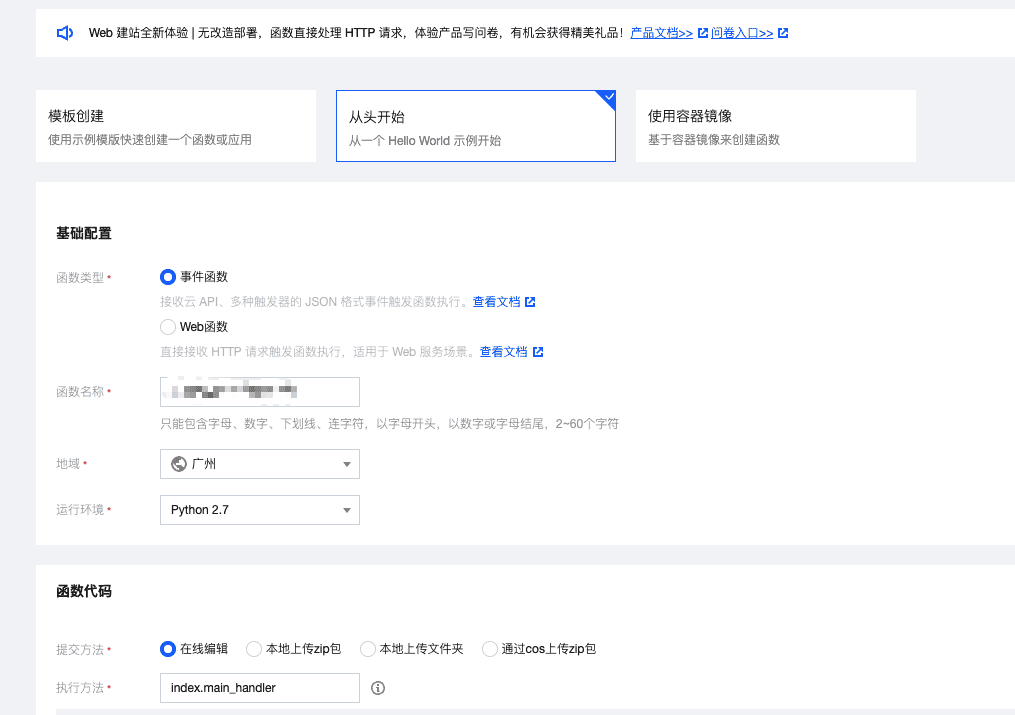 Web 建站全新体验 | 无改造部署，函数直接处理 HTTP 请求，体验产品写问卷，有机会获得精美礼品！产品文档>> 问卷入口>>
模板创建
使用示例模版快速创建一个函数或应用
从头开始
从一个 Hello World 示例开始
使用容器镜像
基于容器镜像来创建函数
基础配置
函数类型 * 事件函数
接收云 API、多种触发器的 JSON 格式事件触发函数执行。查看文档
Web函数
直接接收 HTTP 请求触发函数执行，适用于 Web 服务场景。查看文档
函数名称 *
只能包含字母、数字、下划线、连字符，以字母开头，以数字或字母结尾，2~60个字符
地域 * 广州
运行环境 * Python 2.7
函数代码
提交方法 * 在线编辑 本地上传zip包 本地上传文件夹 通过cos上传zip包
执行方法 * index.main_handler